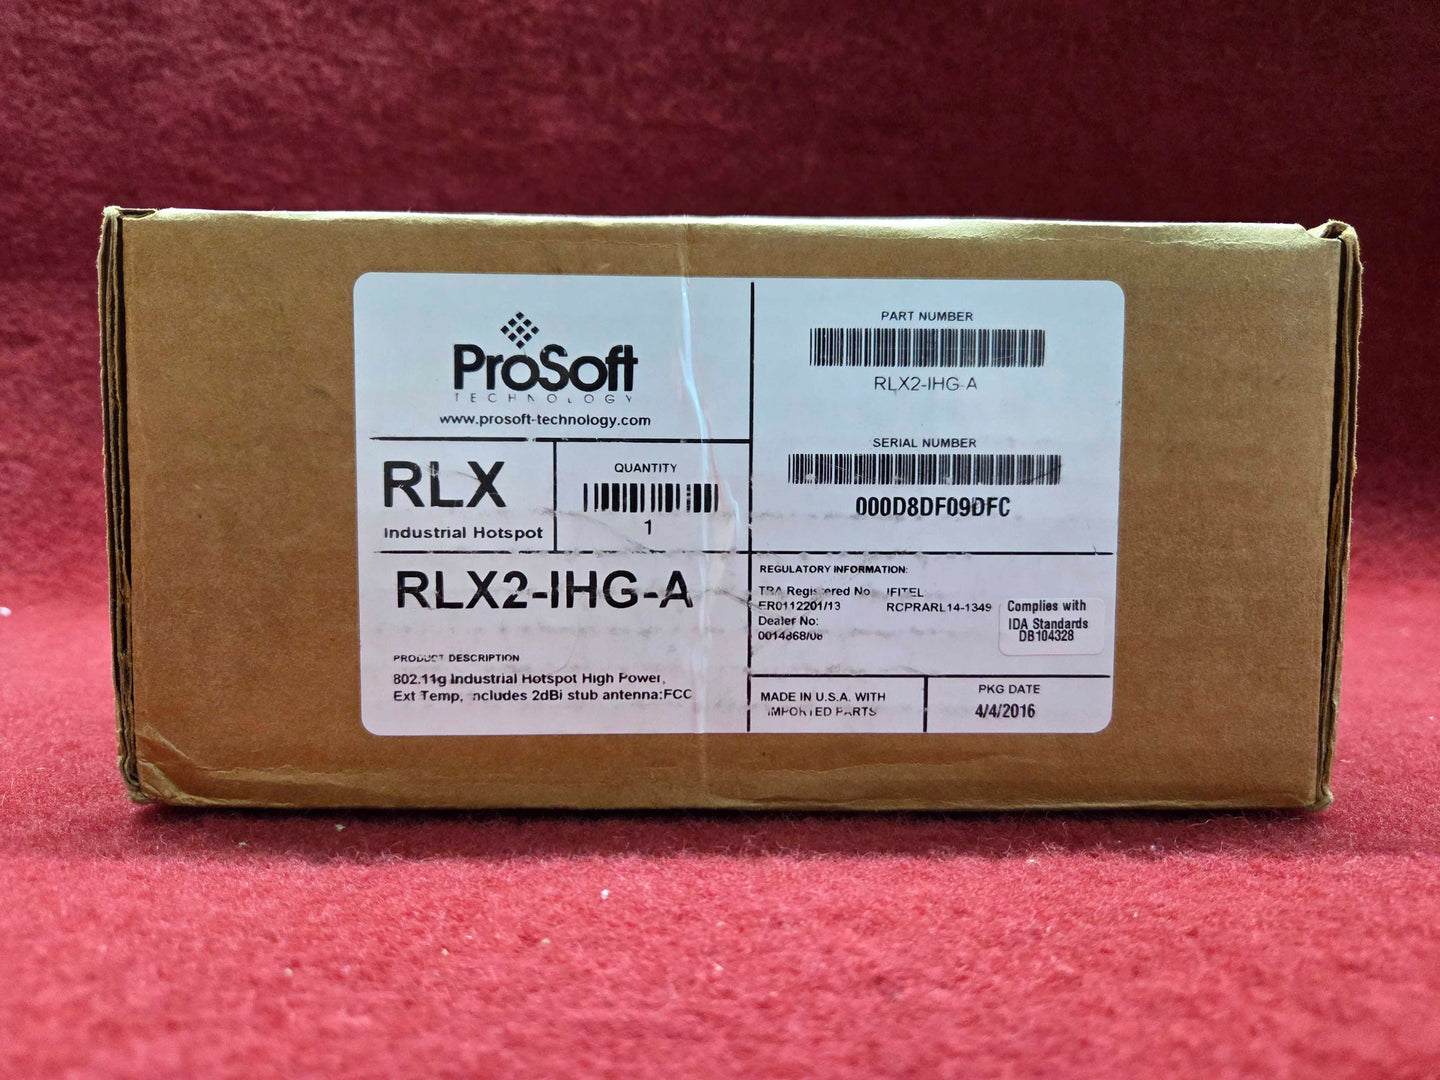 ProSoft
TECHNOLOGY
www.prosoft-technology.com
RLX
Industrial Hotspot
QUANTITY
1
RLX2-IHG-A
PRODUCT DESCRIPTION
802.11g Industrial Hotspot High Power,
Ext Temp, includes 2dBi stub antenna;FCC
PART NUMBER
RLX2-IHG-A
SERIAL NUMBER
000D8DF09DFC
REGULATORY INFORMATION:
TRA Registered No
ER0112201/13
Dealer No:
IFITEL
RCPRARL14-1349
Complies with
IDA Standards
DB104328
MADE IN U.S.A. WITH
IMPORTED PARTS
PKG DATE
4/4/2016